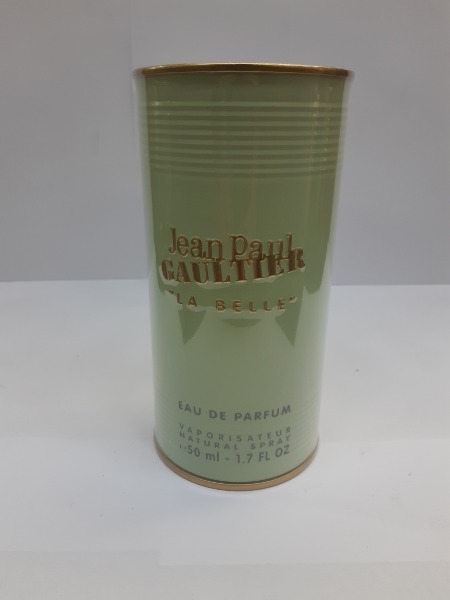 Jean Paul
GAULTIER
"LA BELLE"
EAU DE PARFUM
VAPORISATEUR
NATURAL SPRAY
℮50 ml - 1.7 FL OZ